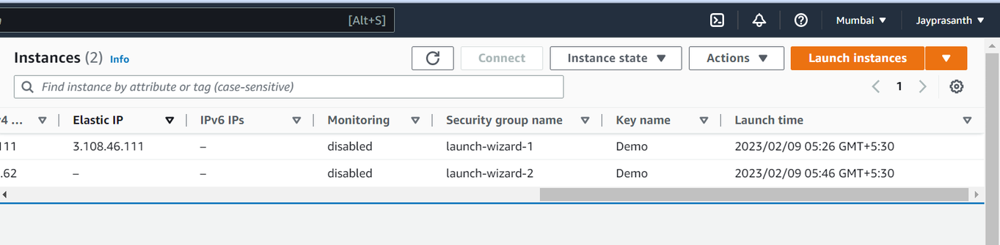 [Alt+S] Mumbai Jayprasanth
Instances (2) Info Connect Instance state Actions Launch instances
Find instance by attribute or tag (case-sensitive) 1
v4 ... Elastic IP IPv6 IPs Monitoring Security group name Key name Launch time
111 3.108.46.111 – disabled launch-wizard-1 Demo 2023/02/09 05:26 GMT+5:30
.62 – disabled launch-wizard-2 Demo 2023/02/09 05:46 GMT+5:30